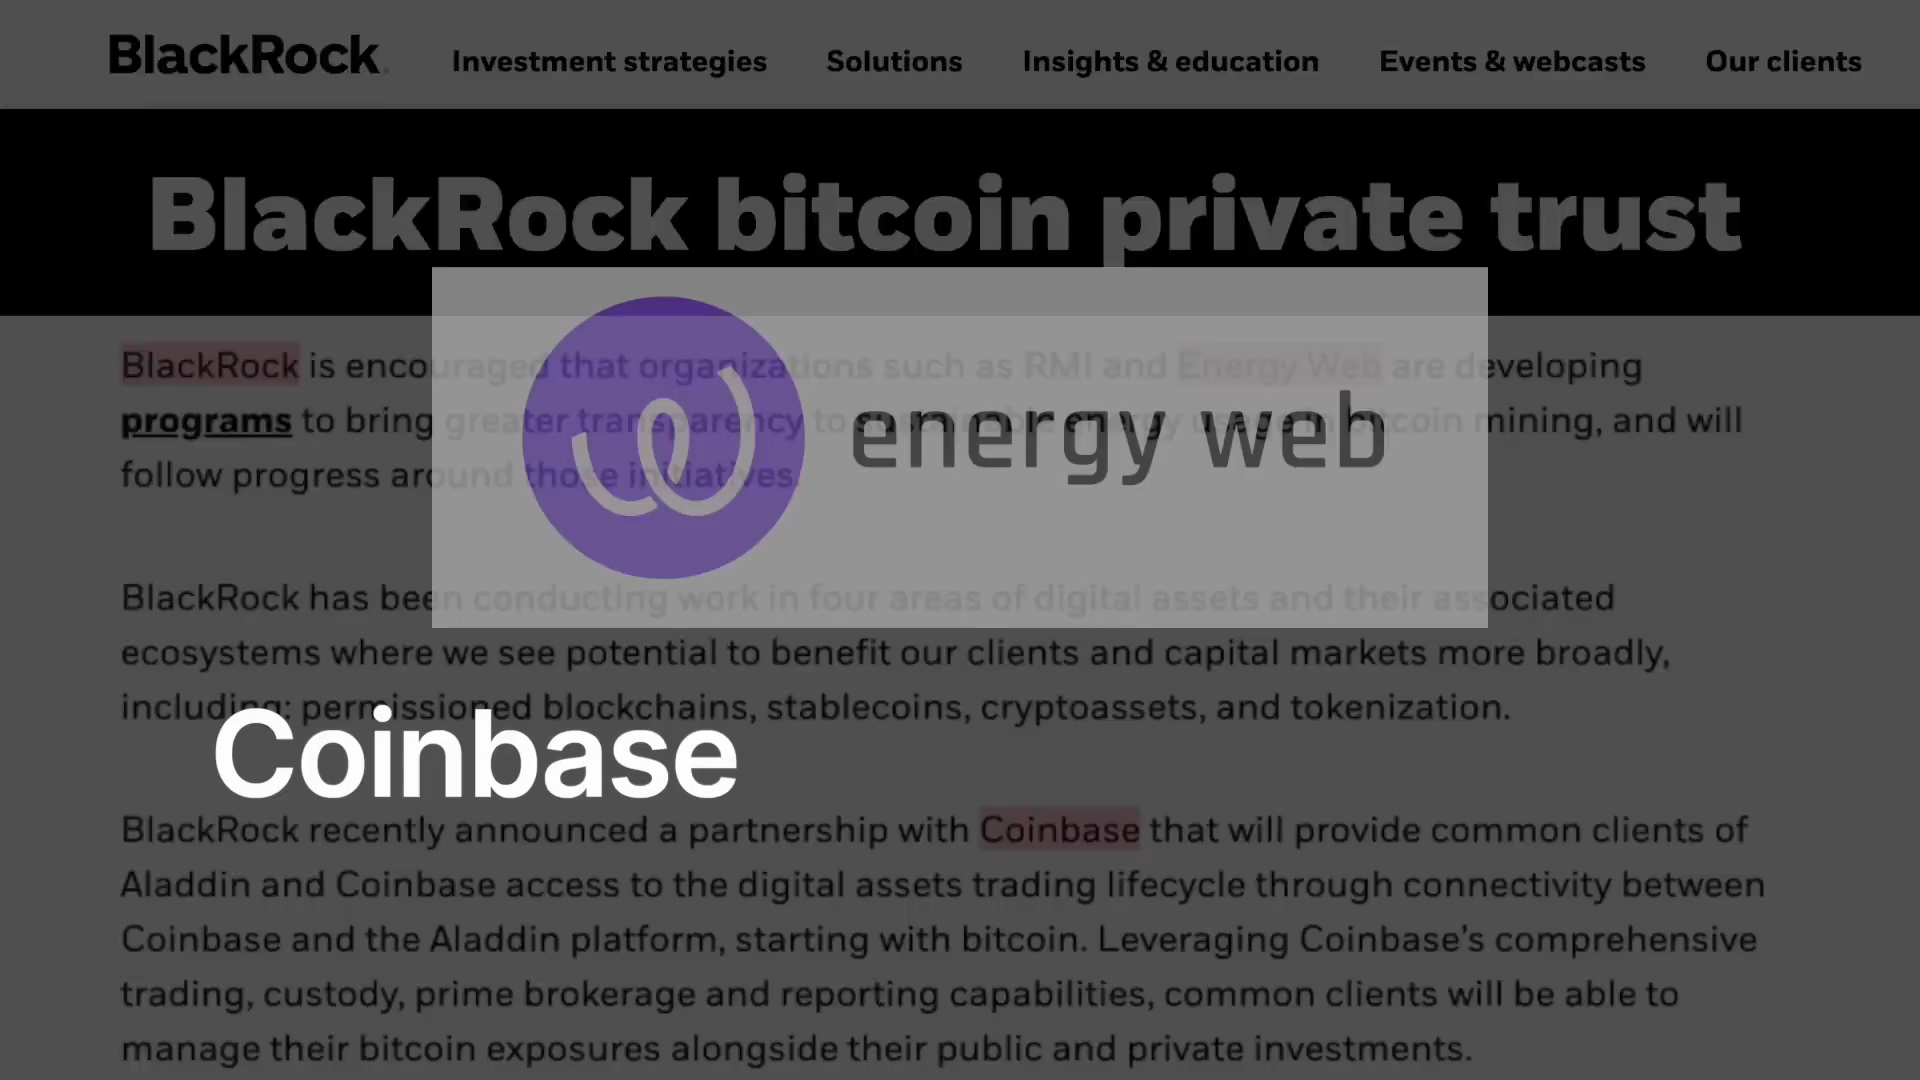 BlackRock.
Investment strategies
Solutions
Insights & education
Events & webcasts
Our clients
BlackRock bitcoin private trust
BlackRock is encouraged that organizations such as RMI and Energy Web are developing
programs to bring greater transparency to sustainable energy usage in bitcoin mining, and will
follow progress around those initiatives.
energy web
BlackRock has been conducting work in four areas of digital assets and their associated
ecosystems where we see potential to benefit our clients and capital markets more broadly,
including: permissioned blockchains, stablecoins, cryptoassets, and tokenization.
Coinbase
BlackRock recently announced a partnership with Coinbase that will provide common clients of
Aladdin and Coinbase access to the digital assets trading lifecycle through connectivity between
Coinbase and the Aladdin platform, starting with bitcoin. Leveraging Coinbase's comprehensive
trading, custody, prime brokerage and reporting capabilities, common clients will be able to
manage their bitcoin exposures alongside their public and private investments.